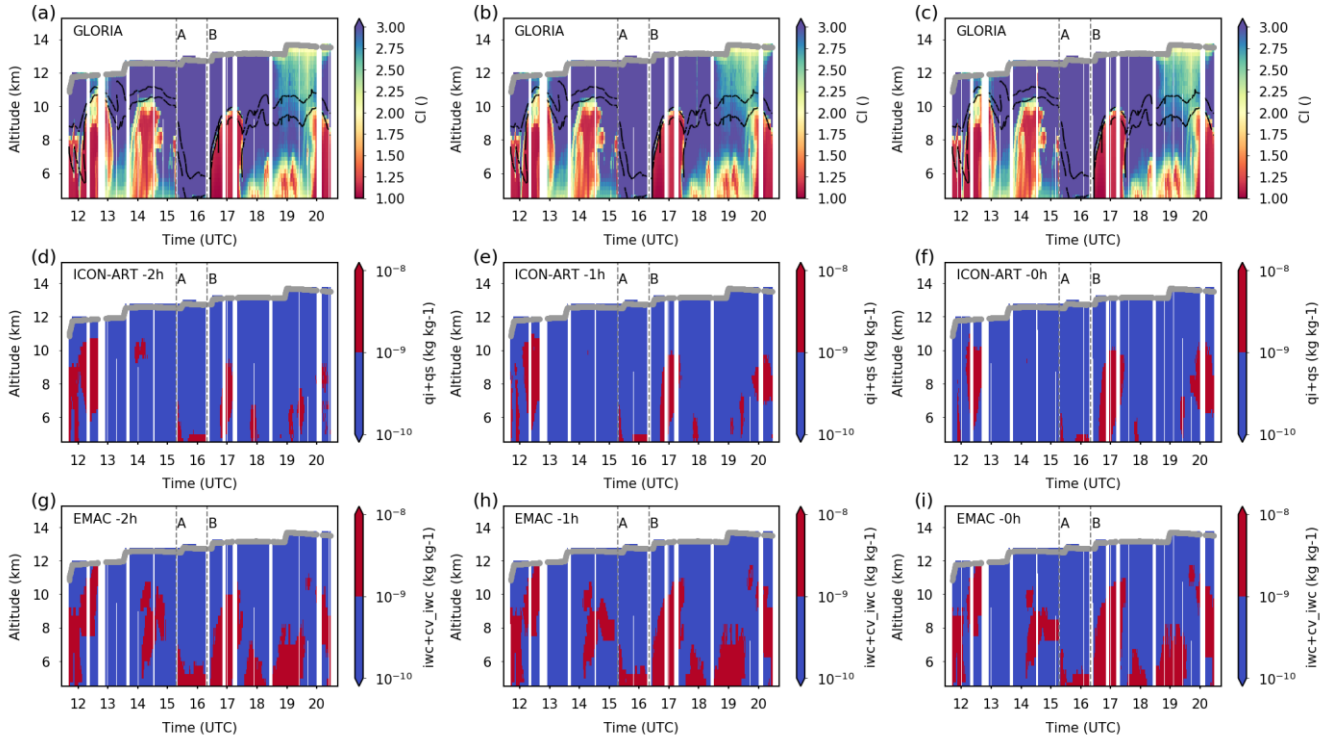 (a)
GLORIA
A
B
14
12
10
8
6
Altitude (km)
12 13 14 15 16 17 18 19 20
Time (UTC)
3.00
2.75
2.50
2.25
2.00
1.75
1.50
1.25
1.00
CI ()
(b)
GLORIA
A
B
14
12
10
8
6
Altitude (km)
12 13 14 15 16 17 18 19 20
Time (UTC)
3.00
2.75
2.50
2.25
2.00
1.75
1.50
1.25
1.00
CI ()
(c)
GLORIA
A
B
14
12
10
8
6
Altitude (km)
12 13 14 15 16 17 18 19 20
Time (UTC)
3.00
2.75
2.50
2.25
2.00
1.75
1.50
1.25
1.00
CI ()
(d)
ICON-ART -2h
A
B
14
12
10
8
6
Altitude (km)
12 13 14 15 16 17 18 19 20
Time (UTC)
10⁻⁸
10⁻⁹
10⁻¹⁰
qi+qs (kg kg-1)
(e)
ICON-ART -1h
A
B
14
12
10
8
6
Altitude (km)
12 13 14 15 16 17 18 19 20
Time (UTC)
10⁻⁸
10⁻⁹
10⁻¹⁰
qi+qs (kg kg-1)
(f)
ICON-ART -0h
A
B
14
12
10
8
6
Altitude (km)
12 13 14 15 16 17 18 19 20
Time (UTC)
10⁻⁸
10⁻⁹
10⁻¹⁰
qi+qs (kg kg-1)
(g)
EMAC -2h
A
B
14
12
10
8
6
Altitude (km)
12 13 14 15 16 17 18 19 20
Time (UTC)
10⁻⁸
10⁻⁹
10⁻¹⁰
iwc+cv_iwc (kg kg-1)
(h)
EMAC -1h
A
B
14
12
10
8
6
Altitude (km)
12 13 14 15 16 17 18 19 20
Time (UTC)
10⁻⁸
10⁻⁹
10⁻¹⁰
iwc+cv_iwc (kg kg-1)
(i)
EMAC -0h
A
B
14
12
10
8
6
Altitude (km)
12 13 14 15 16 17 18 19 20
Time (UTC)
10⁻⁸
10⁻⁹
10⁻¹⁰
iwc+cv_iwc (kg kg-1)